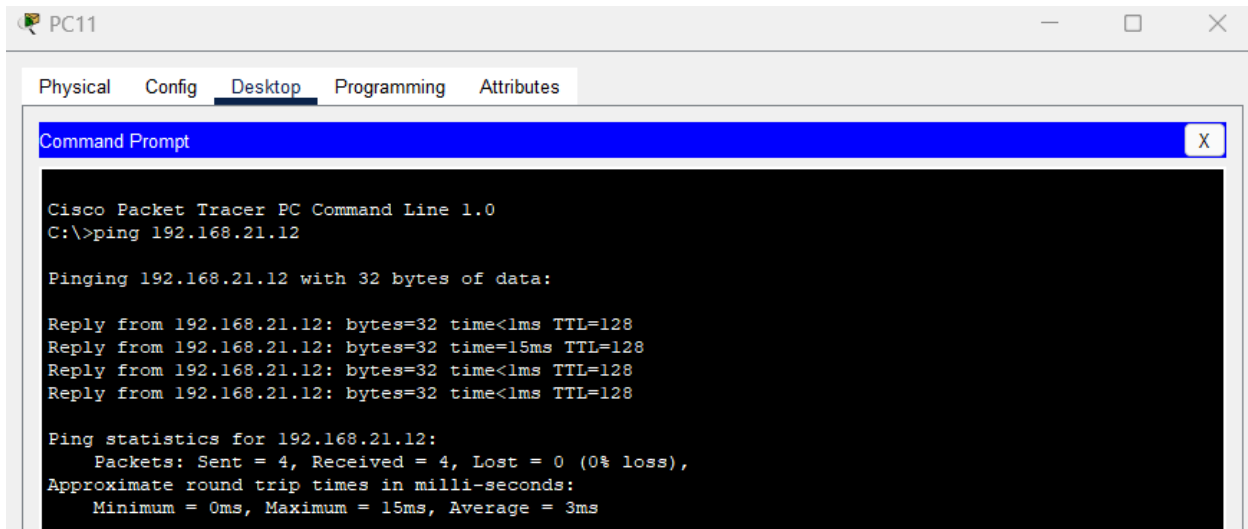 PC11
Physical Config Desktop Programming Attributes
Command Prompt
X
Cisco Packet Tracer PC Command Line 1.0
C:\>ping 192.168.21.12
Pinging 192.168.21.12 with 32 bytes of data:
Reply from 192.168.21.12: bytes=32 time<1ms TTL=128
Reply from 192.168.21.12: bytes=32 time=15ms TTL=128
Reply from 192.168.21.12: bytes=32 time<1ms TTL=128
Reply from 192.168.21.12: bytes=32 time<1ms TTL=128
Ping statistics for 192.168.21.12:
Packets: Sent = 4, Received = 4, Lost = 0 (0% loss),
Approximate round trip times in milli-seconds:
Minimum = 0ms, Maximum = 15ms, Average = 3ms